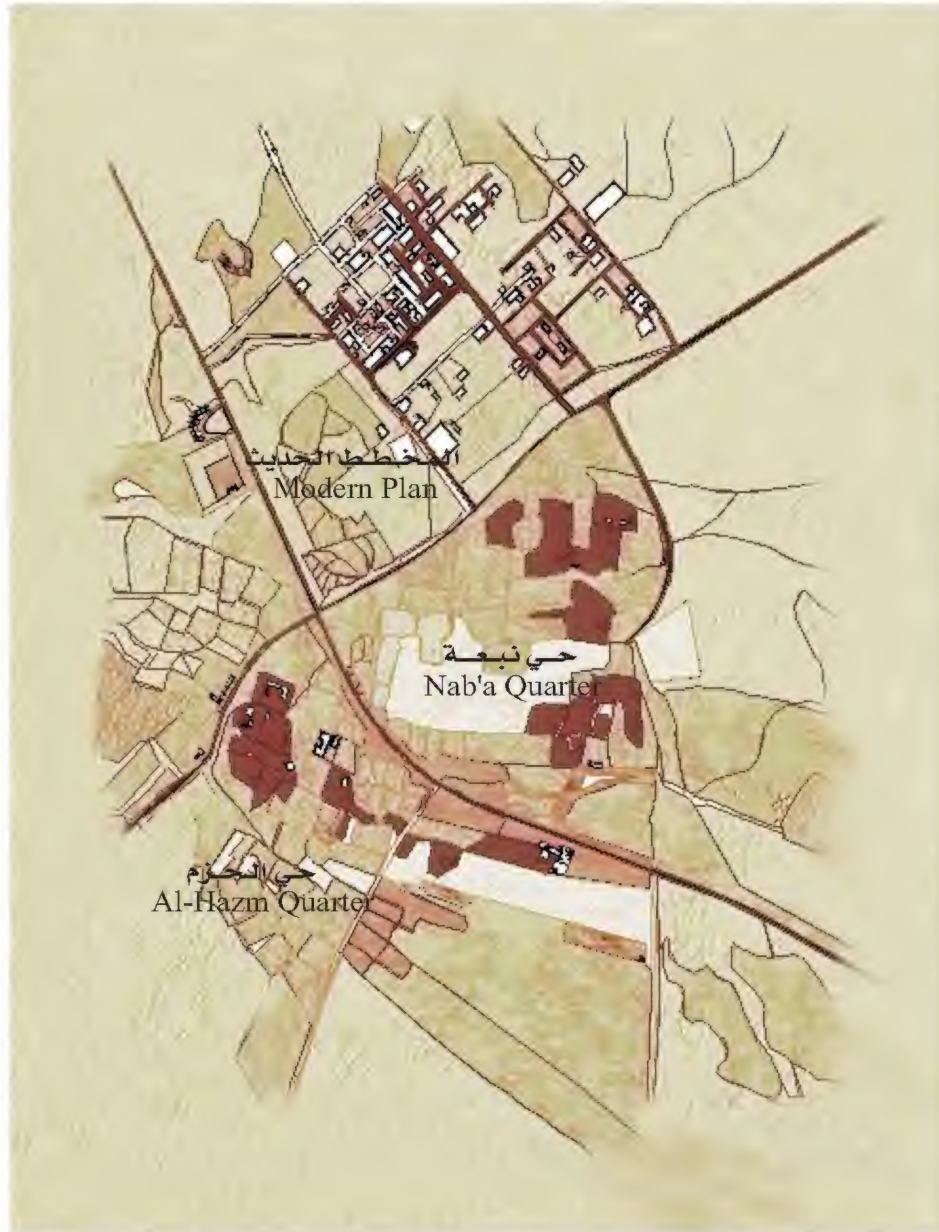 المخطط الحديث
Modern Plan
حي نبعة
Nab'a Quarter
حي الحزم
Al-Hazm Quarter